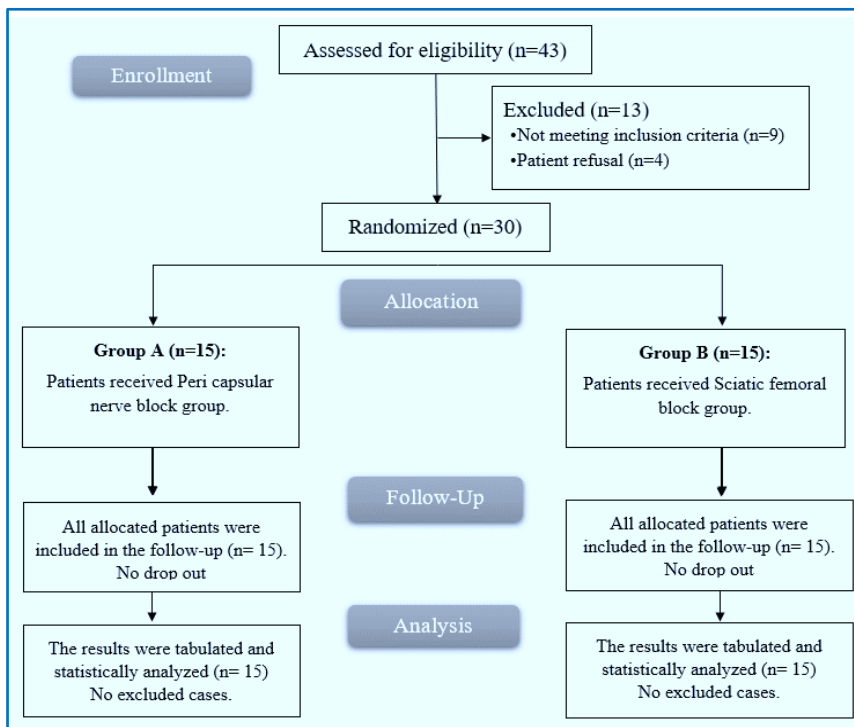 Assessed for eligibility (n=43)
Enrollment
Excluded (n=13)
•Not meeting inclusion criteria (n=9)
•Patient refusal (n=4)
Randomized (n=30)
Allocation
Group A (n=15):
Patients received Peri capsular
nerve block group.
Group B (n=15):
Patients received Sciatic femoral
block group.
Follow-Up
All allocated patients were
included in the follow-up (n= 15).
No drop out
All allocated patients were
included in the follow-up (n= 15).
No drop out
Analysis
The results were tabulated and
statistically analyzed (n= 15)
No excluded cases.
The results were tabulated and
statistically analyzed (n= 15)
No excluded cases.